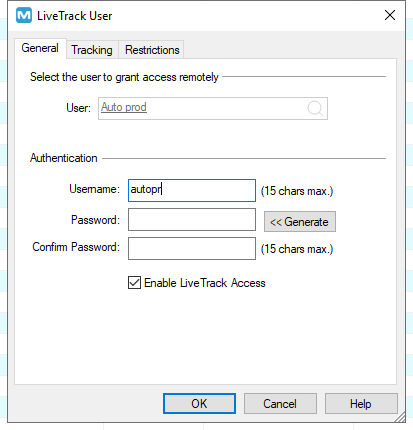 LiveTrack User
General Tracking Restrictions
Select the user to grant access remotely
User: Auto prod
Authentication
Username: autopr (15 chars max.)
Password: << Generate
Confirm Password: (15 chars max.)
Enable LiveTrack Access
OK Cancel Help